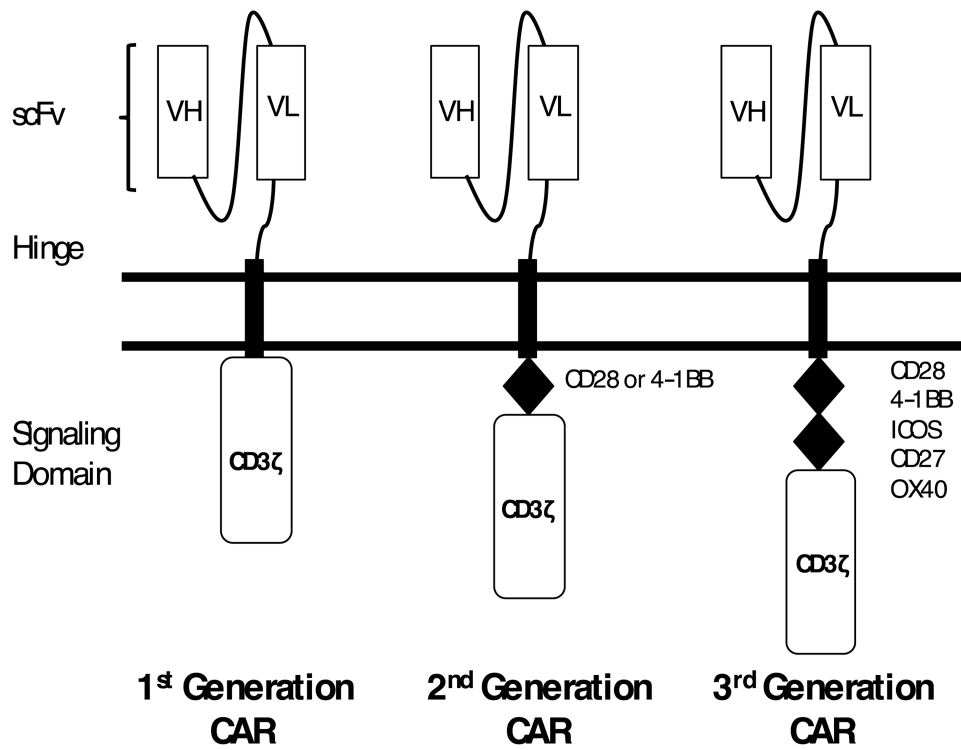 scFv
VH
VL
VH
VL
VH
VL
Hinge
Signaling
Domain
CD3ζ
CD28 or 4-1BB
CD3ζ
CD28
4-1BB
ICOS
CD27
OX40
CD3ζ
1st Generation
CAR
2nd Generation
CAR
3rd Generation
CAR